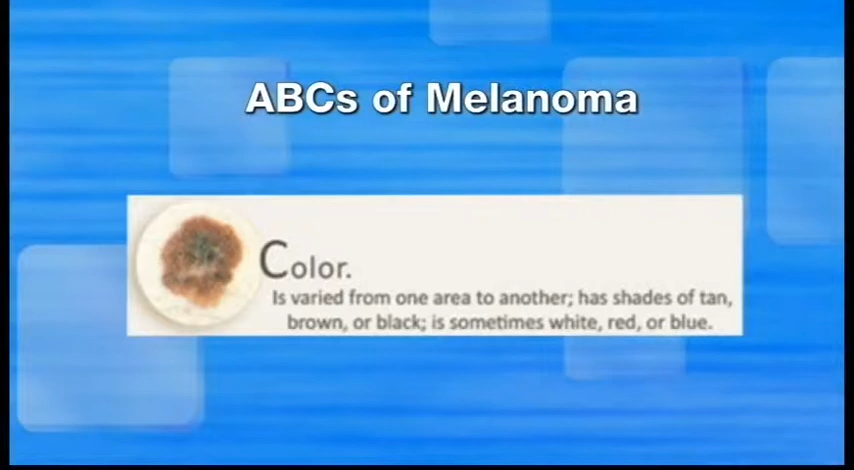 ABCs of Melanoma
Color.
Is varied from one area to another; has shades of tan,
brown, or black; is sometimes white, red, or blue.